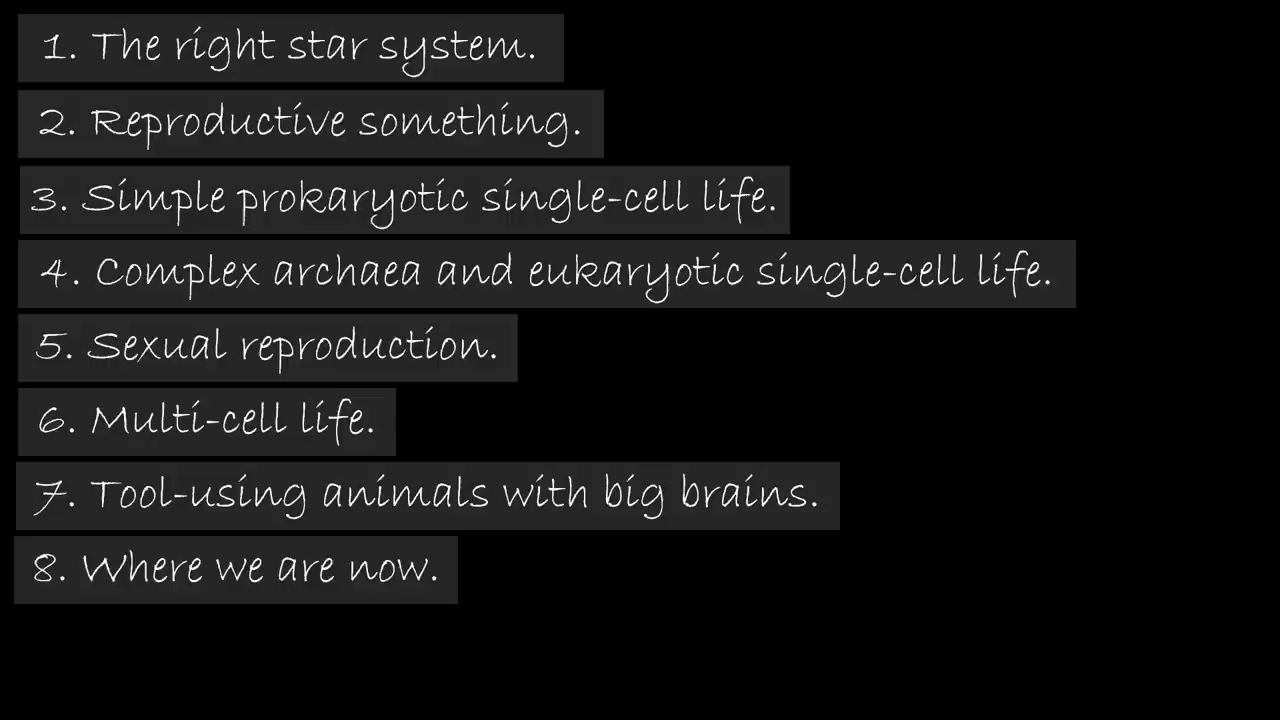 1. The right star system.
2. Reproductive something.
3. Simple prokaryotic single-cell life.
4. Complex archaea and eukaryotic single-cell life.
5. Sexual reproduction.
6. Multi-cell life.
7. Tool-using animals with big brains.
8. Where we are now.